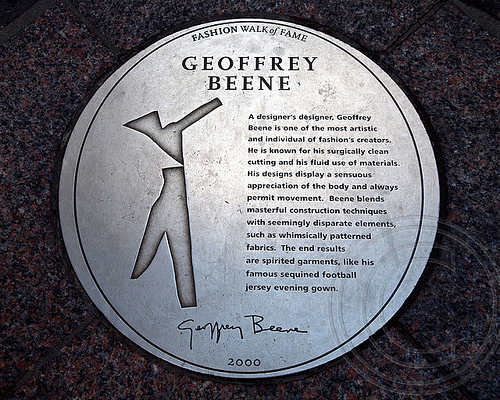 FASHION WALK of FAME
GEOFFREY
BEENE
A designer's designer, Geoffrey
Beene is one of the most artistic
and individual of fashion's creators.
He is known for his surgically clean
cutting and his fluid use of materials.
His designs display a sensuous
appreciation of the body and always
permit movement. Beene blends
masterful construction techniques
with seemingly disparate elements,
such as whimsically patterned
fabrics. The end results
are spirited garments, like his
famous sequined football
jersey evening gown.
Geoffrey Beene
2000